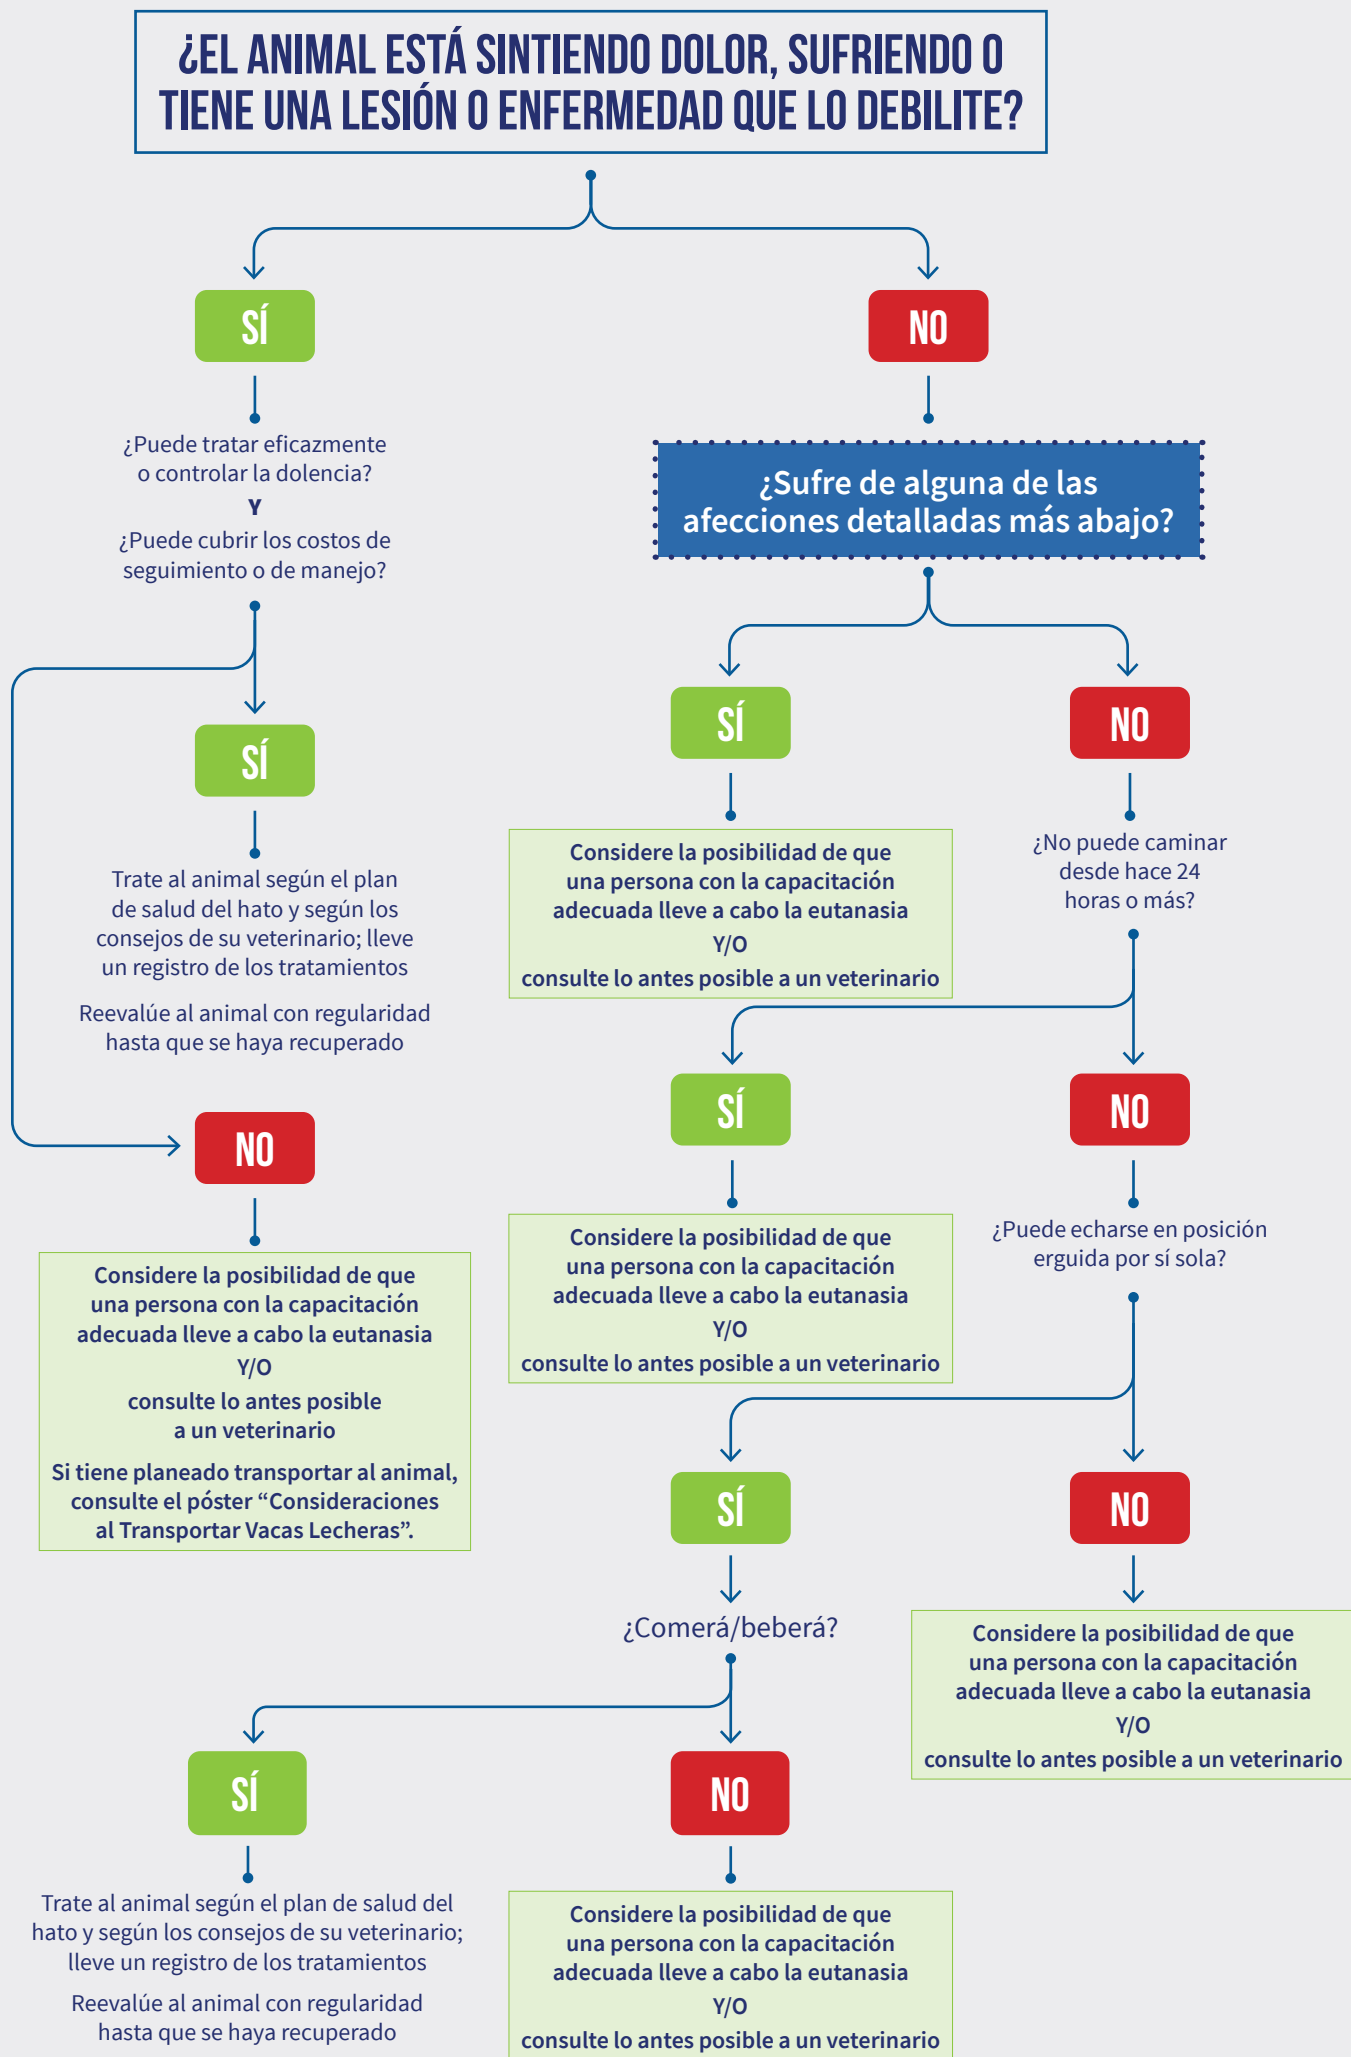 ¿EL ANIMAL ESTÁ SINTIENDO DOLOR, SUFRIENDO O
TIENE UNA LESIÓN O ENFERMEDAD QUE LO DEBILITE?
SÍ
¿Puede tratar eficazmente
o controlar la dolencia?
Y
¿Puede cubrir los costos de
seguimiento o de manejo?
SÍ
Trate al animal según el plan
de salud del hato y según los
consejos de su veterinario; lleve
un registro de los tratamientos
Reevalúe al animal con regularidad
hasta que se haya recuperado
NO
Considere la posibilidad de que
una persona con la capacitación
adecuada lleve a cabo la eutanasia
Y/O
consulte lo antes posible
a un veterinario
Si tiene planeado transportar al animal,
consulte el póster “Consideraciones
al Transportar Vacas Lecheras”.
NO
¿Sufre de alguna de las
afecciones detalladas más abajo?
SÍ
Considere la posibilidad de que
una persona con la capacitación
adecuada lleve a cabo la eutanasia
Y/O
consulte lo antes posible a un veterinario
NO
¿No puede caminar
desde hace 24
horas o más?
SÍ
Considere la posibilidad de que
una persona con la capacitación
adecuada lleve a cabo la eutanasia
Y/O
consulte lo antes posible a un veterinario
NO
¿Puede echarse en posición
erguida por sí sola?
SÍ
¿Comerá/beberá?
NO
Considere la posibilidad de que
una persona con la capacitación
adecuada lleve a cabo la eutanasia
Y/O
consulte lo antes posible a un veterinario
SÍ
Trate al animal según el plan de salud del
hato y según los consejos de su veterinario;
lleve un registro de los tratamientos
Reevalúe al animal con regularidad
hasta que se haya recuperado
NO
Considere la posibilidad de que
una persona con la capacitación
adecuada lleve a cabo la eutanasia
Y/O
consulte lo antes posible a un veterinario